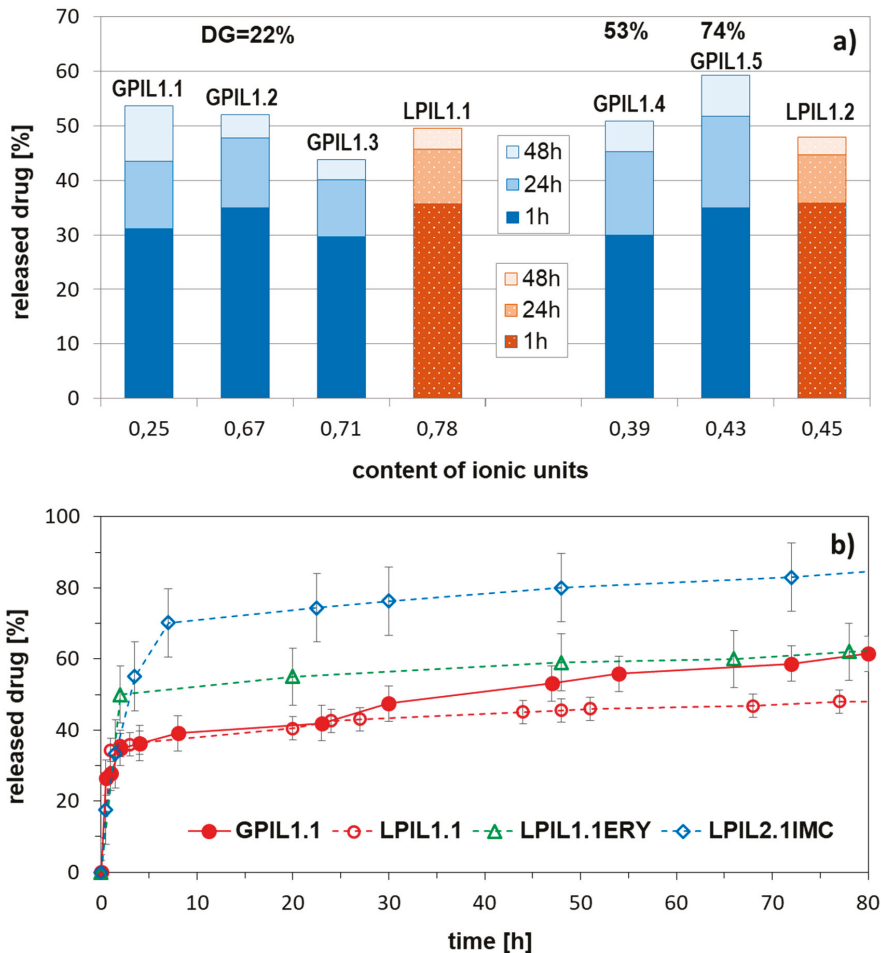 70
60
50
40
30
20
10
0
released drug [%]
DG=22%
53%
74%
a)
GPIL1.1
GPIL1.2
GPIL1.3
LPIL1.1
GPIL1.4
GPIL1.5
LPIL1.2
48h
24h
1h
48h
24h
1h
0,25
0,67
0,71
0,78
0,39
0,43
0,45
content of ionic units
100
80
60
40
20
0
released drug [%]
b)
GPIL1.1
LPIL1.1
LPIL1.1ERY
LPIL2.1IMC
0
10
20
30
40
50
60
70
80
time [h]